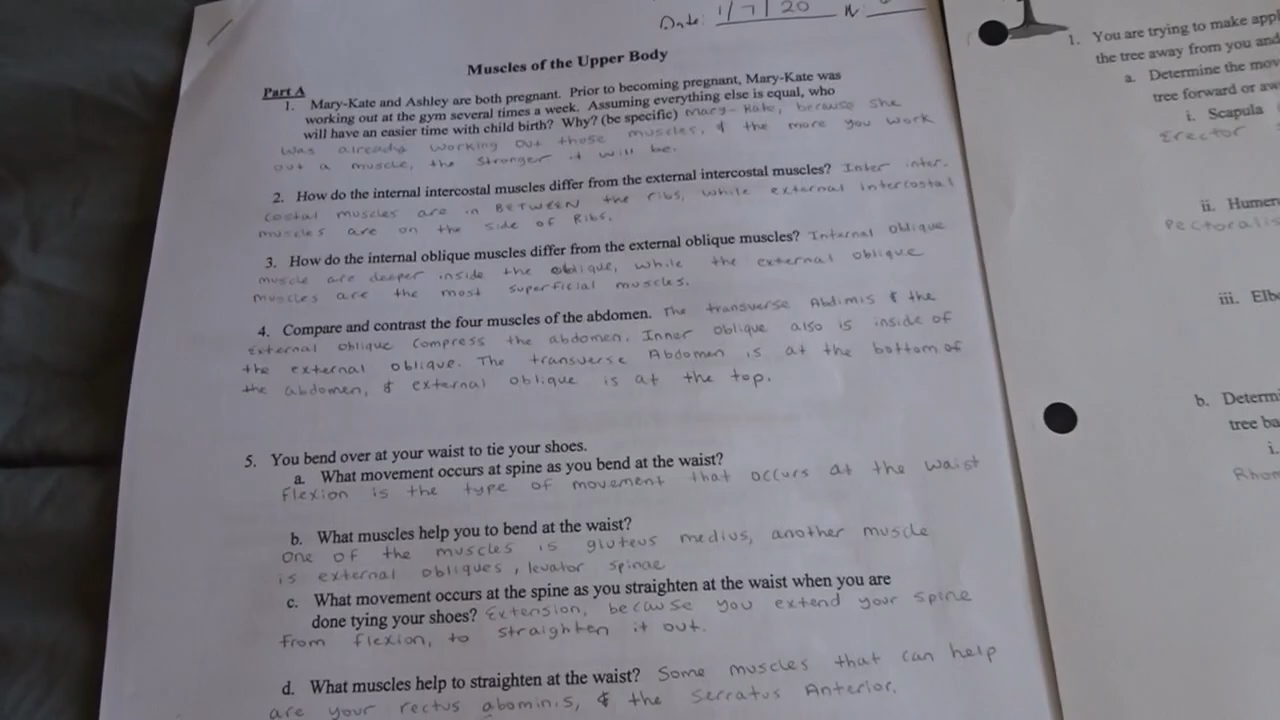 Date: 1/7/20
Muscles of the Upper Body
Part A
1. Mary-Kate and Ashley are both pregnant. Prior to becoming pregnant, Mary-Kate was
working out at the gym several times a week. Assuming everything else is equal, who
will have an easier time with child birth? Why? (be specific) Mary-Kate, because she
was already working out those muscles, & the more you work
out a muscle, the stronger it will be.
2. How do the internal intercostal muscles differ from the external intercostal muscles? Inter inter.
costal muscles are in BETWEEN the ribs, while external intercostal
muscles are on the side of Ribs.
3. How do the internal oblique muscles differ from the external oblique muscles? Internal oblique
muscle are deeper inside the oblique, while the external oblique
muscles are the most superficial muscles.
4. Compare and contrast the four muscles of the abdomen. The transverse Abdimis & the
External oblique compress the abdomen. Inner oblique also is inside of
the external oblique. The transverse Abdomen is at the bottom of
the abdomen, & external oblique is at the top.
5. You bend over at your waist to tie your shoes.
a. What movement occurs at spine as you bend at the waist?
Flexion is the type of movement that occurs at the waist
b. What muscles help you to bend at the waist?
One of the muscles is gluteus medius, another muscle
is external obliques, levator spinae
c. What movement occurs at the spine as you straighten at the waist when you are
done tying your shoes? Extension, because you extend your spine
from flexion, to straighten it out.
d. What muscles help to straighten at the waist? Some muscles that can help
are your rectus abominis, & the Serratus Anterior.
1. You are trying to make appl
the tree away from you and
a. Determine the mov
tree forward or aw
i. Scapula
Erector
ii. Humer
Pectoralis
iii. Elb
b. Determi
tree ba
i.
Rhom